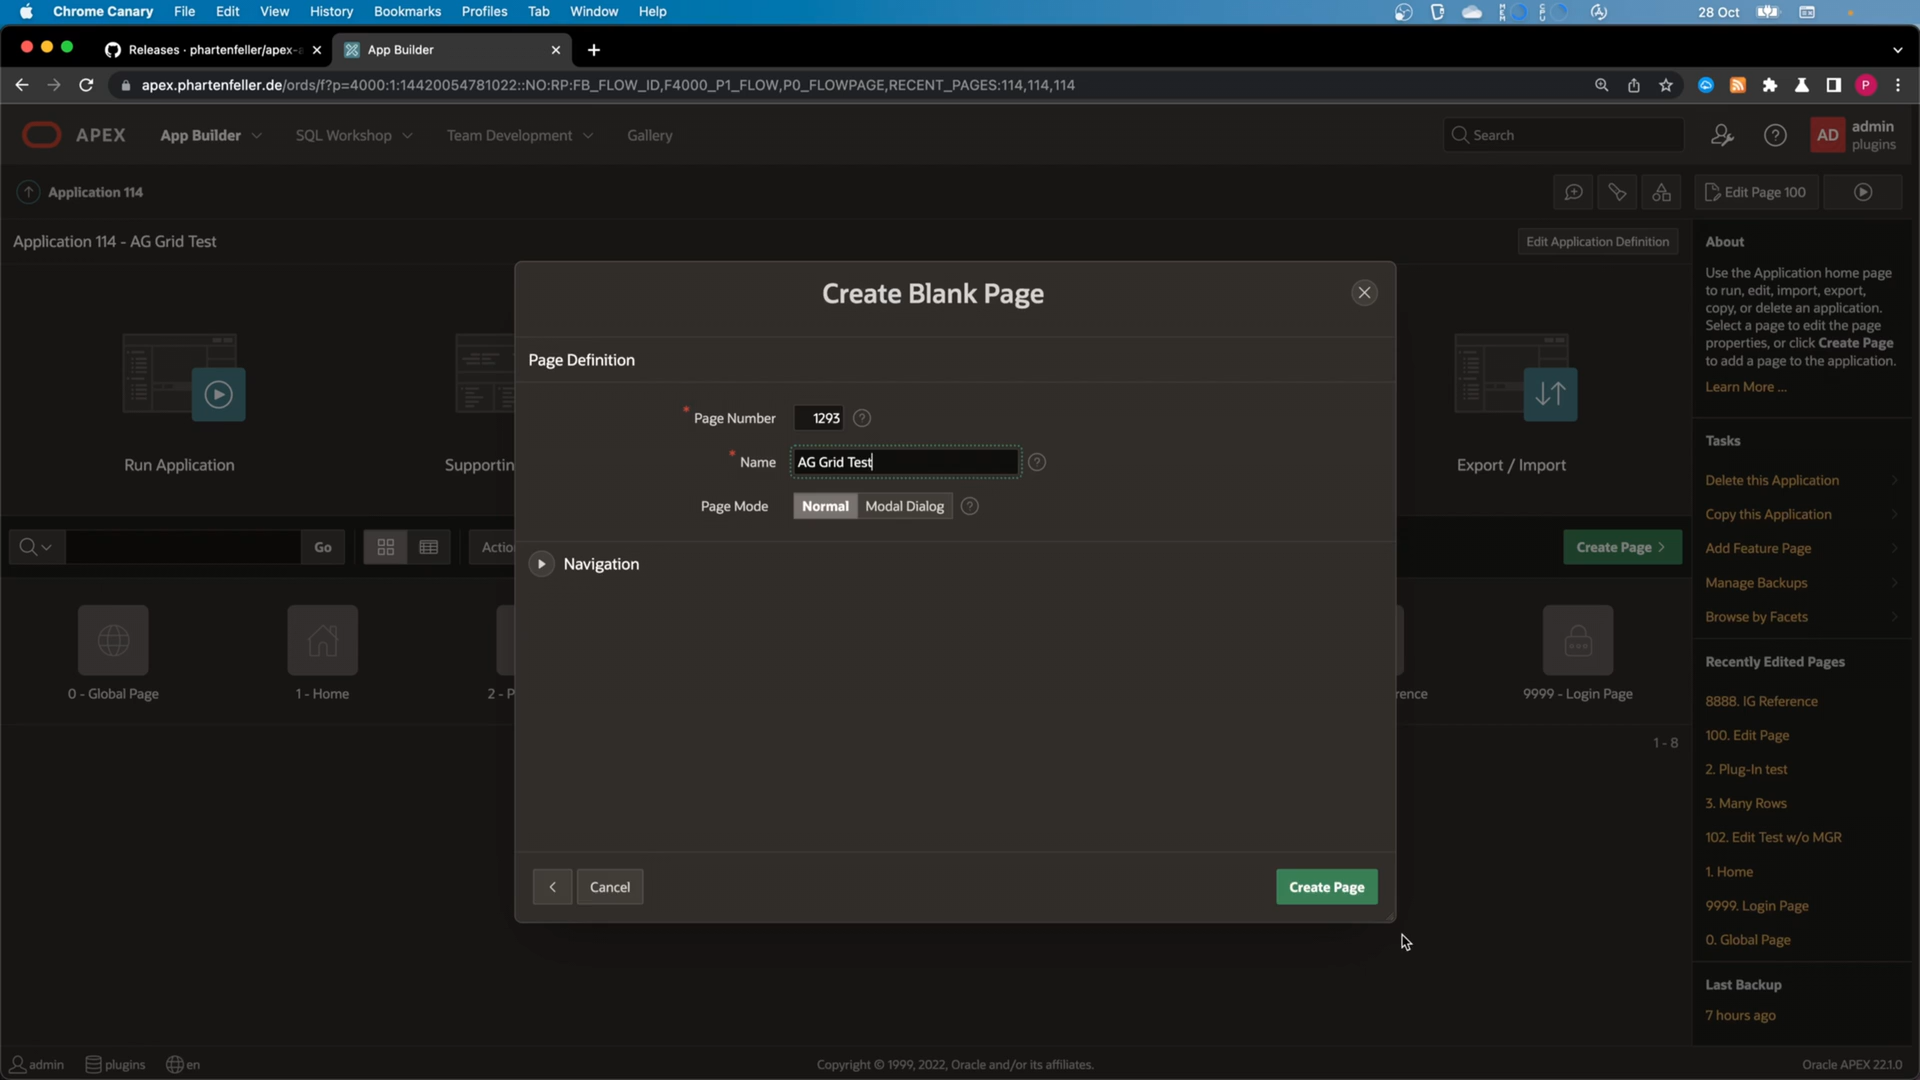 Chrome Canary File Edit View History Bookmarks Profiles Tab Window Help 28 Oct
Releases · phartenfeller/apex-a App Builder
apex.phartenfeller.de/ords/f?p=4000:1:14420054781022::NO:RP:FB_FLOW_ID,F4000_P1_FLOW,P0_FLOWPAGE,RECENT_PAGES:114,114,114 P
APEX App Builder SQL Workshop Team Development Gallery Search AD admin
plugins
Application 114 Edit Page 100
Application 114 - AG Grid Test Edit Application Definition
Run Application
Supportin
Export / Import
Go Actio Create Page
0 - Global Page
1 - Home
2 - P
rence
9999 - Login Page
1 - 8
Create Blank Page
Page Definition
* Page Number 1293 ?
* Name AG Grid Test ?
Page Mode Normal Modal Dialog ?
Navigation
< Cancel Create Page
About
Use the Application home page
to run, edit, import, export,
copy, or delete an application.
Select a page to edit the page
properties, or click Create Page
to add a page to the application.
Learn More ...
Tasks
Delete this Application
Copy this Application
Add Feature Page
Manage Backups
Browse by Facets
Recently Edited Pages
8888. IG Reference
100. Edit Page
2. Plug-In test
3. Many Rows
102. Edit Test w/o MGR
1. Home
9999. Login Page
0. Global Page
Last Backup
7 hours ago
admin plugins en Copyright © 1999, 2022, Oracle and/or its affiliates. Oracle APEX 22.1.0